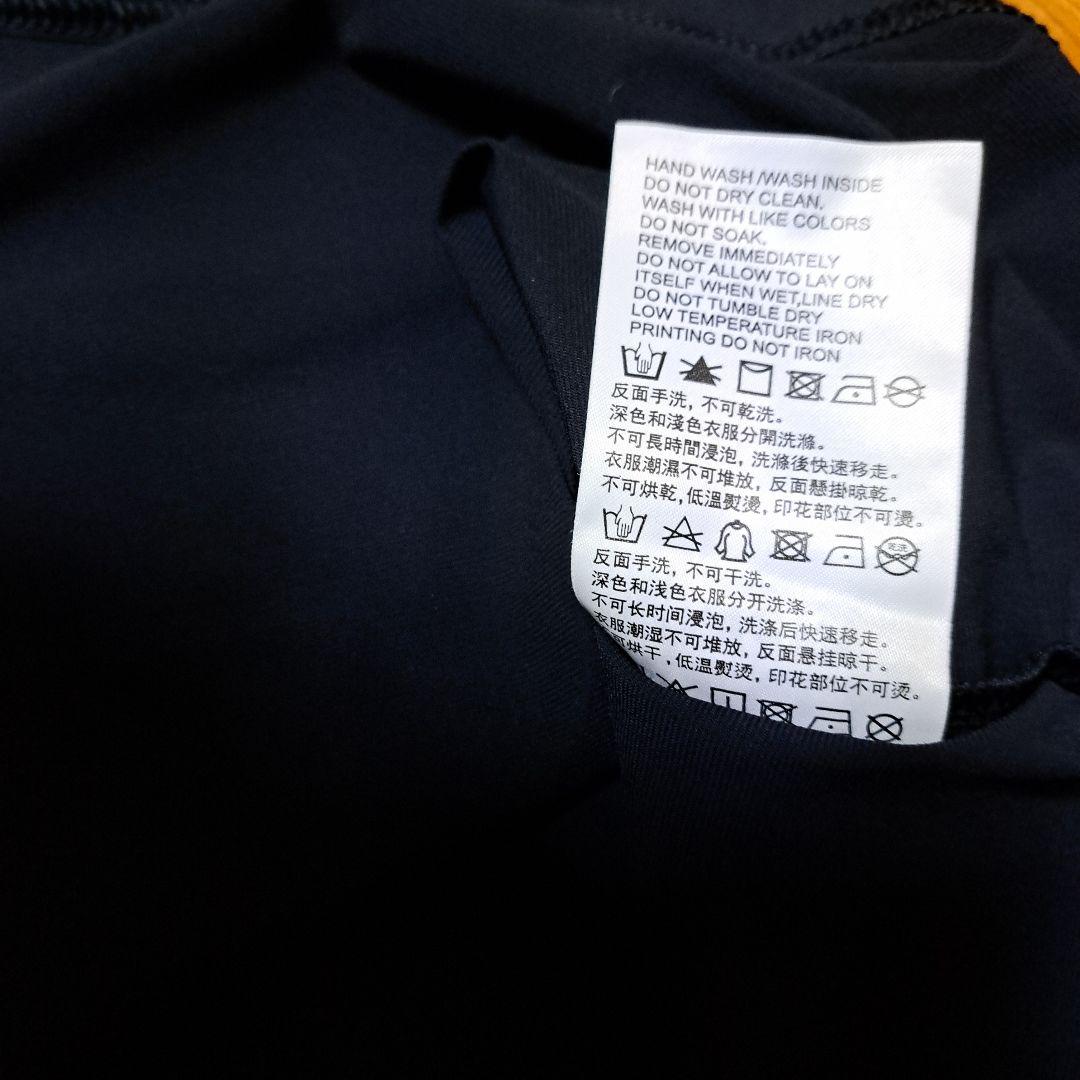 HAND WASH /WASH INSIDE
DO NOT DRY CLEAN.
WASH WITH LIKE COLORS
DO NOT SOAK.
REMOVE IMMEDIATELY
DO NOT ALLOW TO LAY ON
ITSELF WHEN WET,LINE DRY
DO NOT TUMBLE DRY
LOW TEMPERATURE IRON
PRINTING DO NOT IRON
反面手洗, 不可乾洗。
深色和淺色衣服分開洗滌。
不可長時間浸泡, 洗滌後快速移走。
衣服潮濕不可堆放, 反面懸掛晾乾。
不可烘乾,低溫熨燙,印花部位不可燙。
乾洗
反面手洗, 不可干洗。
深色和浅色衣服分开洗涤。
不可长时间浸泡, 洗涤后快速移走。
衣服潮湿不可堆放, 反面悬挂晾干。
可烘干,低温熨烫, 印花部位不可烫。